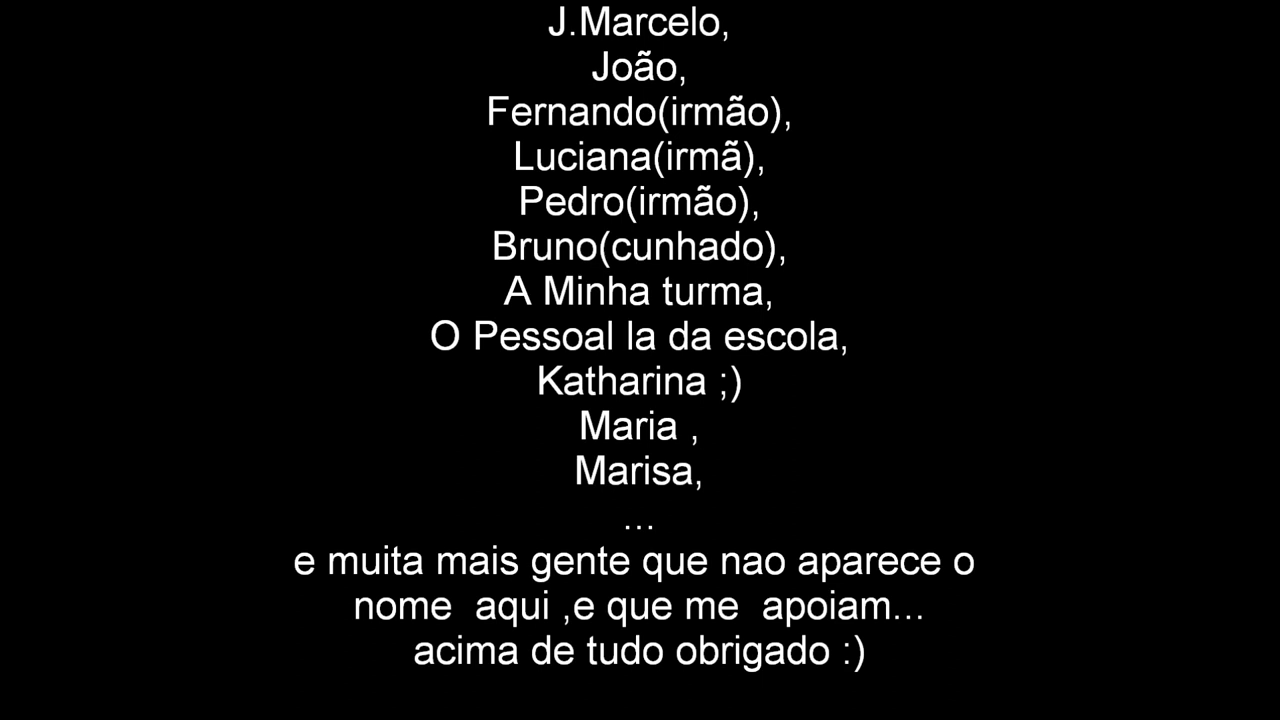 J.Marcelo,
João,
Fernando(irmão),
Luciana(irmã),
Pedro(irmão),
Bruno(cunhado),
A Minha turma,
O Pessoal la da escola,
Katharina ;)
Maria ,
Marisa,
...
e muita mais gente que nao aparece o
nome  aqui ,e que me  apoiam...
acima de tudo obrigado :)